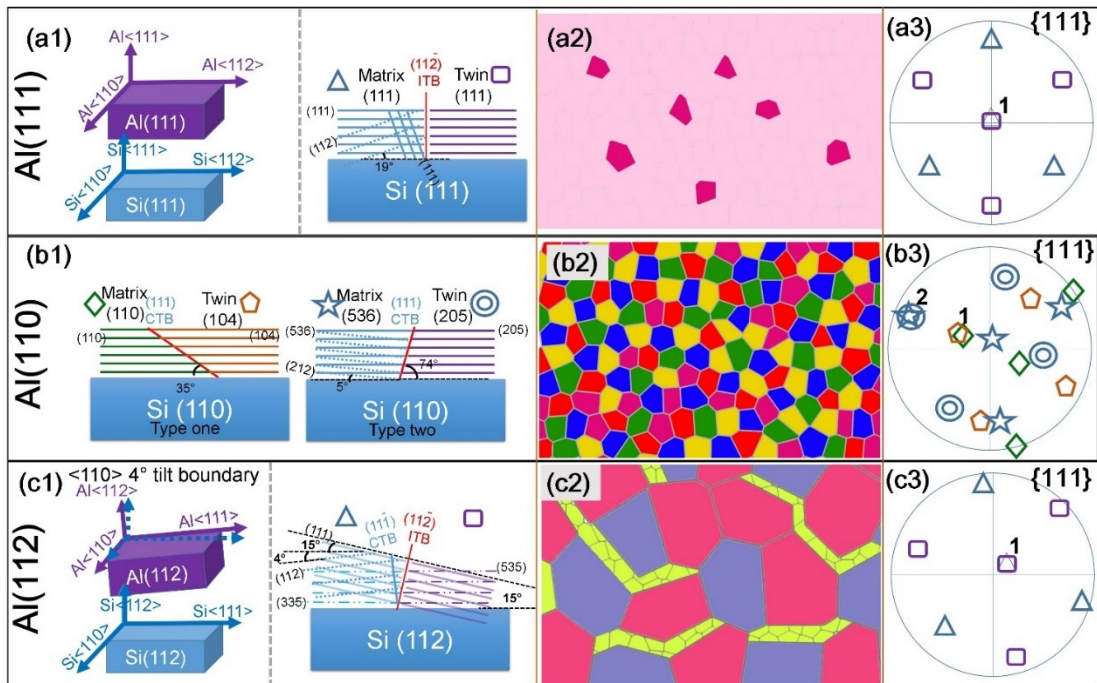 Al(111)
(a1)
Al<111>
Al<112>
Al<110>
Al(111)
Si<111>
Si<112>
Si<110>
Si(111)
Matrix
(111)
(112̄)
ITB
Twin
(111)
(111)
(112)
19°
(111)
Si (111)
(a2)
(a3)
{111}
1
Al(110)
(b1)
Matrix
(110)
(111)
CTB
Twin
(104)
(110)
(104)
35°
Si (110)
Type one
Matrix
(536)
(111)
CTB
Twin
(205)
(536)
(205)
(212)
5°
74°
Si (110)
Type two
(b2)
(b3)
{111}
2
1
Al(112)
(c1)
<110> 4° tilt boundary
Al<112>
Al<111>
Al<110>
Al(112)
Si<112>
Si<111>
Si<110>
Si(112)
(111)
15°
4°
(112)
(335)
(111̄)
CTB
(112̄)
ITB
(535)
15°
Si (112)
(c2)
(c3)
{111}
1